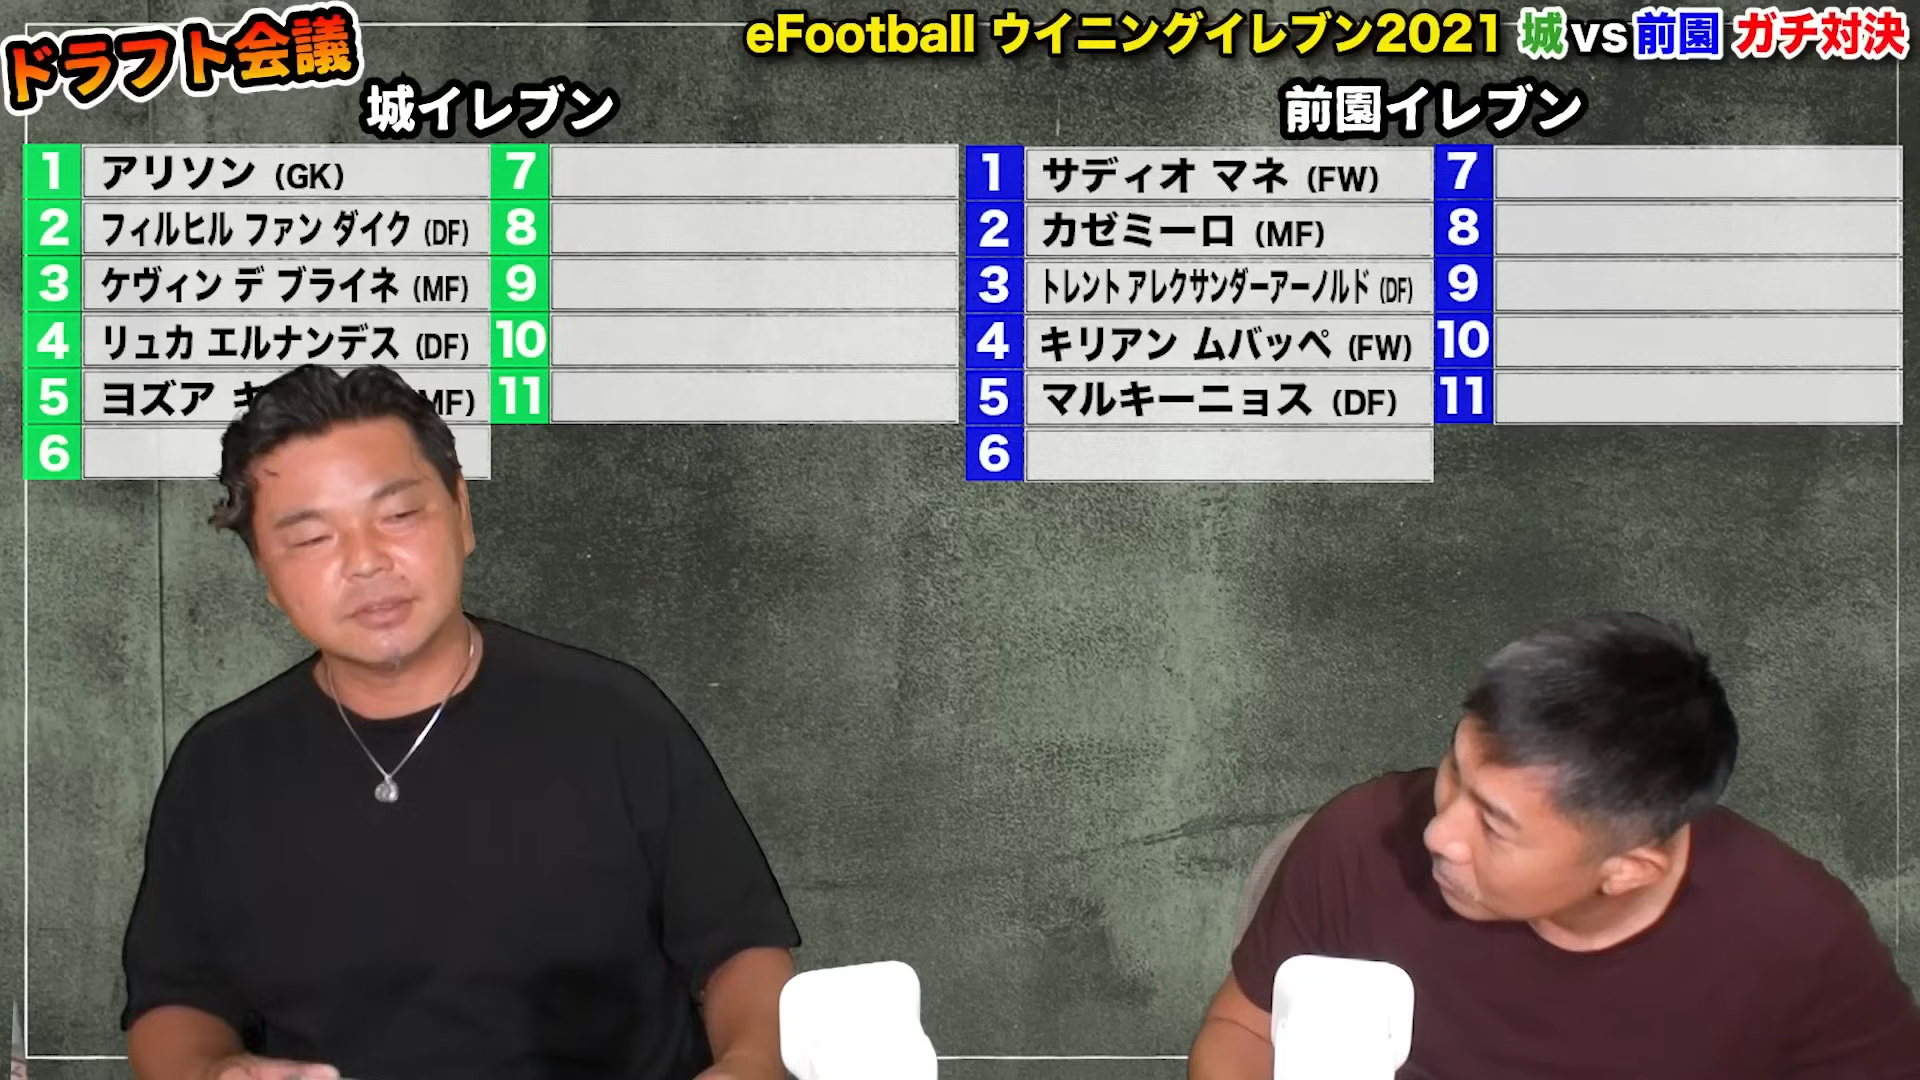 ドラフト会議
eFootball ウイニングイレブン2021 城vs前園 ガチ対決
城イレブン
1 アリソン (GK)
2 フィルヒル ファン ダイク (DF)
3 ケヴィン デ ブライネ (MF)
4 リュカ エルナンデス (DF)
5 ヨズア キ MF)
6
7
8
9
10
11
前園イレブン
1 サディオ マネ (FW)
2 カゼミーロ (MF)
3 トレント アレクサンダーアーノルド (DF)
4 キリアン ムバッペ (FW)
5 マルキーニョス (DF)
6
7
8
9
10
11